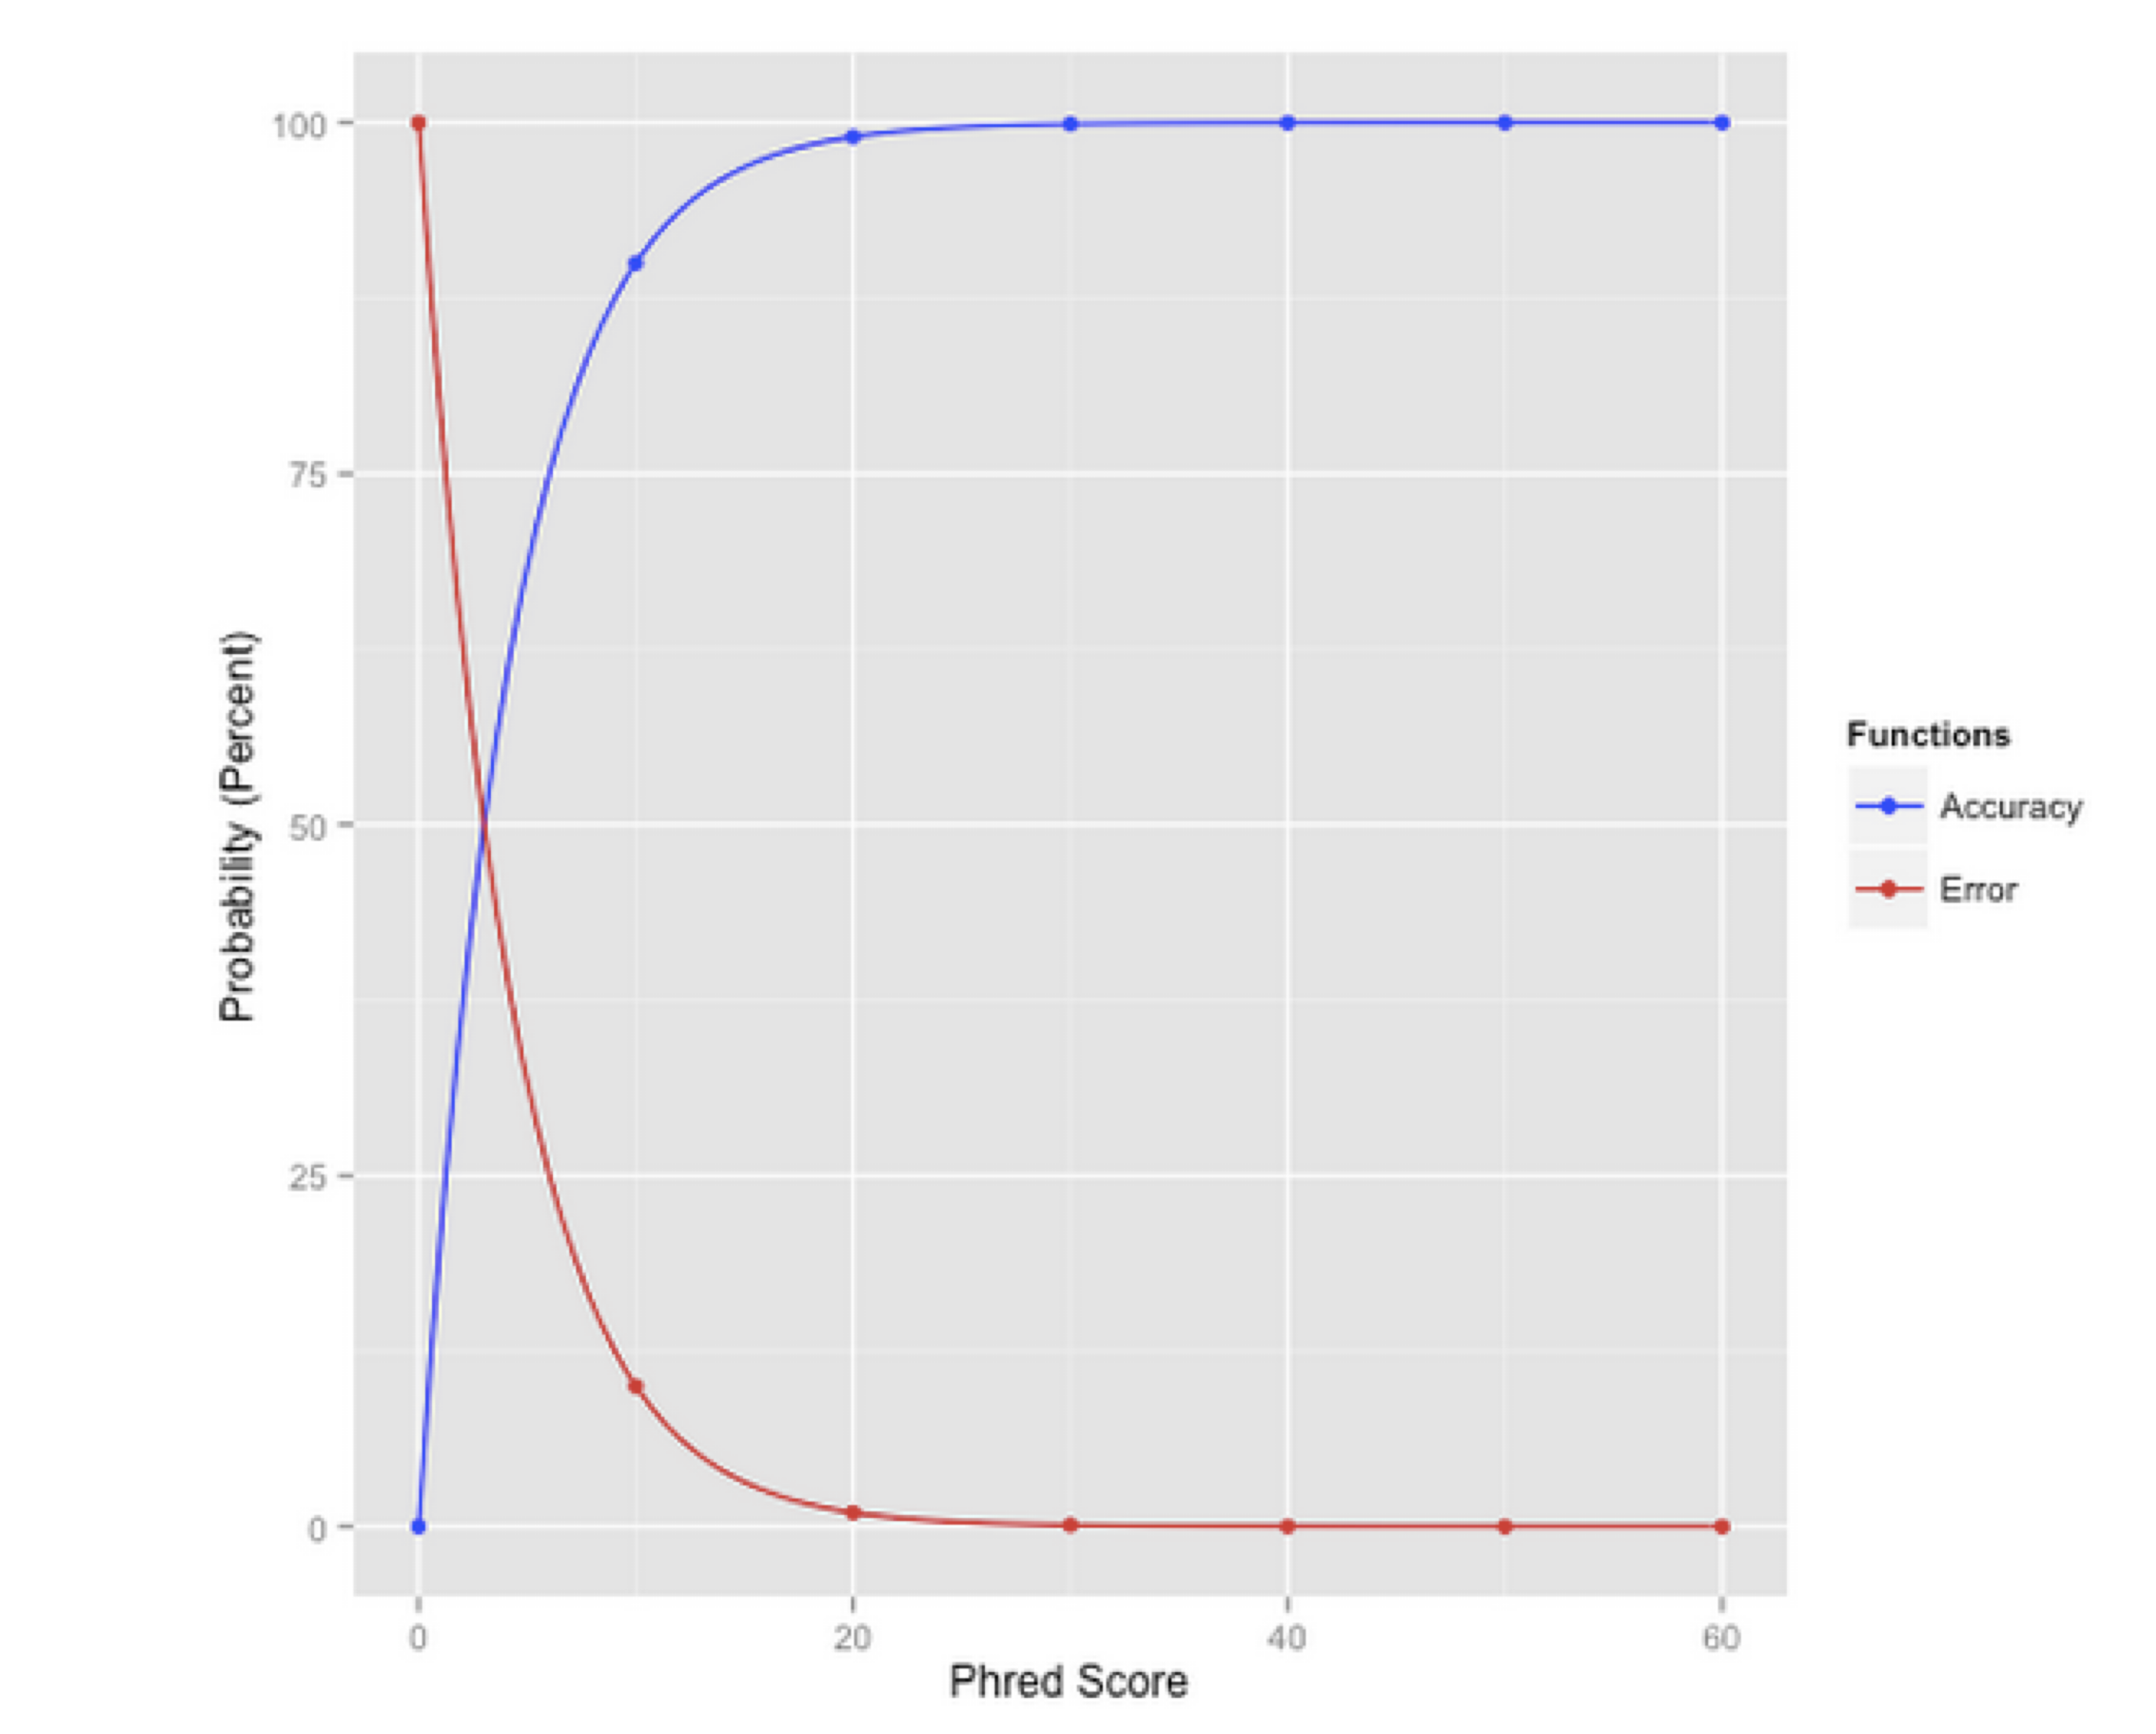 100
75
50
25
0
Probability (Percent)
0 20 40 60
Phred Score
Functions
Accuracy
Error